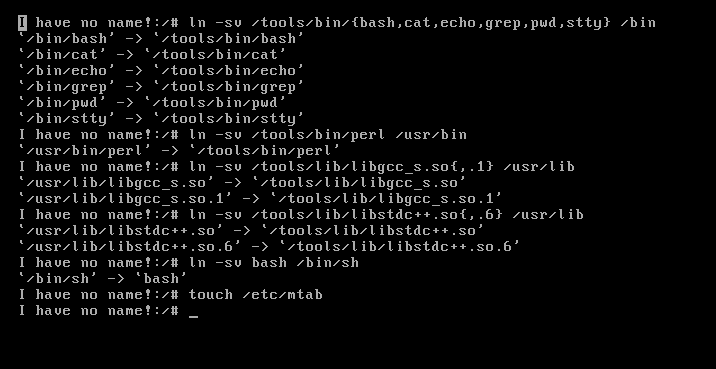 I have no name!:/# ln -sv /tools/bin/{bash,cat,echo,grep,pwd,stty} /bin
‘/bin/bash’ -> ‘/tools/bin/bash’
‘/bin/cat’ -> ‘/tools/bin/cat’
‘/bin/echo’ -> ‘/tools/bin/echo’
‘/bin/grep’ -> ‘/tools/bin/grep’
‘/bin/pwd’ -> ‘/tools/bin/pwd’
‘/bin/stty’ -> ‘/tools/bin/stty’
I have no name!:/# ln -sv /tools/bin/perl /usr/bin
‘/usr/bin/perl’ -> ‘/tools/bin/perl’
I have no name!:/# ln -sv /tools/lib/libgcc_s.so{,.1} /usr/lib
‘/usr/lib/libgcc_s.so’ -> ‘/tools/lib/libgcc_s.so’
‘/usr/lib/libgcc_s.so.1’ -> ‘/tools/lib/libgcc_s.so.1’
I have no name!:/# ln -sv /tools/lib/libstdc++.so{,.6} /usr/lib
‘/usr/lib/libstdc++.so’ -> ‘/tools/lib/libstdc++.so’
‘/usr/lib/libstdc++.so.6’ -> ‘/tools/lib/libstdc++.so.6’
I have no name!:/# ln -sv bash /bin/sh
‘/bin/sh’ -> ‘bash’
I have no name!:/# touch /etc/mtab
I have no name!:/# _